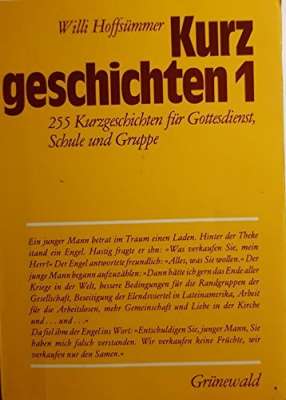 Willi Hoffsümmer
Kurz
geschichten 1
255 Kurzgeschichten für Gottesdienst,
Schule und Gruppe
Ein junger Mann betrat im Traum einen Laden. Hinter der Theke
stand ein Engel. Hastig fragte er ihn: »Was verkaufen Sie, mein
Herr?« Der Engel antwortete freundlich: »Alles, was Sie wollen.« Der
junge Mann begann aufzuzählen: »Dann hätte ich gern das Ende aller
Kriege in der Welt, bessere Bedingungen für die Randgruppen der
Gesellschaft, Beseitigung der Elendsviertel in Lateinamerika, Arbeit
für die Arbeitslosen, mehr Gemeinschaft und Liebe in der Kirche
und . . . und . . .«
Da fiel ihm der Engel ins Wort: »Entschuldigen Sie, junger Mann, Sie
haben mich falsch verstanden. Wir verkaufen keine Früchte, wir
verkaufen nur den Samen.«
Grünewald